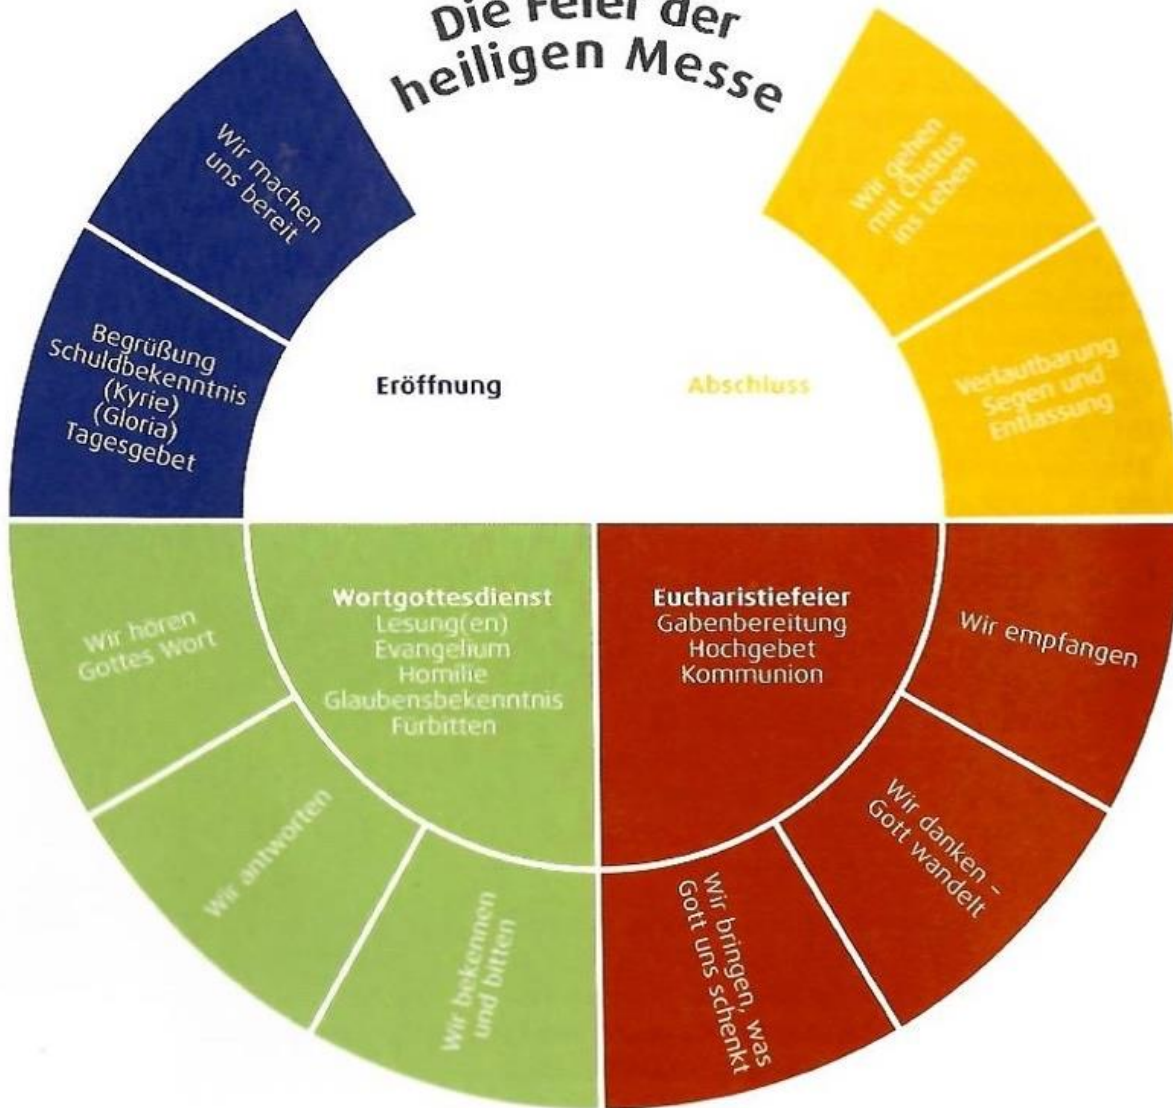 Die Feier der
heiligen Messe
Wir machen
uns bereit
Begrüßung
Schuldbekenntnis
(Kyrie)
(Gloria)
Tagesgebet
Eröffnung
Wortgottesdienst
Lesung(en)
Evangelium
Homilie
Glaubensbekenntnis
Fürbitten
Wir hören
Gottes Wort
Wir antworten
Wir bekennen
und bitten
Eucharistiefeier
Gabenbereitung
Hochgebet
Kommunion
Wir bringen, was
Gott uns schenkt
Wir danken –
Gott wandelt
Wir empfangen
Abschluss
Verlautbarung
Segen und
Entlassung
Wir gehen
mit Chistus
ins Leben